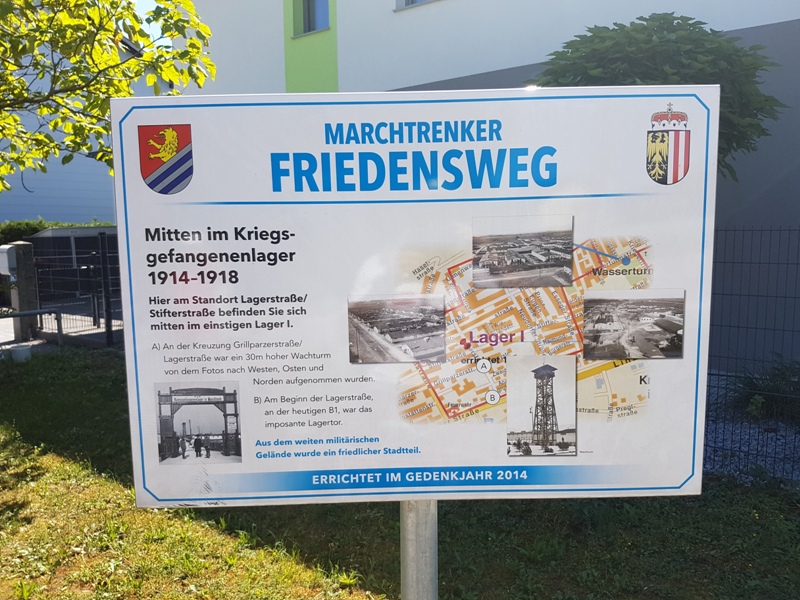 MARCHTRENKER
FRIEDENSWEG
Mitten im Kriegs-
gefangenenlager
1914-1918
Hier am Standort Lagerstraße/
Stifterstraße befinden Sie sich
mitten im einstigen Lager I.
A) An der Kreuzung Grillparzerstraße/
Lagerstraße war ein 30m hoher Wachturm
von dem Fotos nach Westen, Osten und
Norden aufgenommen wurden.
B) Am Beginn der Lagerstraße,
an der heutigen B1, war das
imposante Lagertor.
Aus dem weiten militärischen
Gelände wurde ein friedlicher Stadtteil.
Wasserturm
Lager I
errichtet 1
A
B
ERRICHTET IM GEDENKJAHR 2014